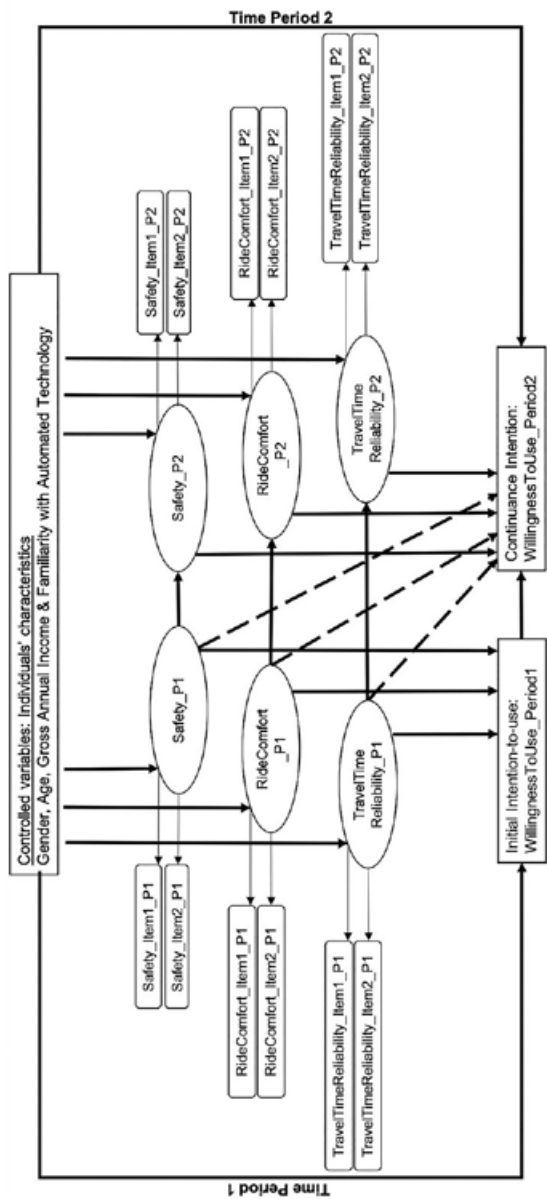 Controlled variables: Individuals' characteristics
Gender, Age, Gross Annual Income & Familiarity with Automated Technology
Time Period 1
Time Period 2
Safety_Item1_P1
Safety_Item2_P1
Safety_P1
Safety_P2
Safety_Item1_P2
Safety_Item2_P2
RideComfort_Item1_P1
RideComfort_Item2_P1
RideComfort
_P1
RideComfort
_P2
RideComfort_Item1_P2
RideComfort_Item2_P2
TravelTimeReliability_Item1_P1
TravelTimeReliability_Item2_P1
TravelTime
Reliability_P1
TravelTime
Reliability_P2
TravelTimeReliability_Item1_P2
TravelTimeReliability_Item2_P2
Initial Intention-to-use:
WillingnessToUse_Period1
Continuance Intention:
WillingnessToUse_Period2